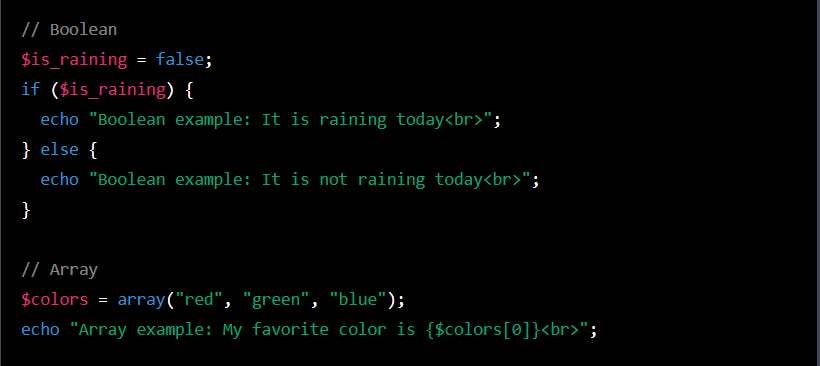 // Boolean
$is_raining = false;
if ($is_raining) {
  echo "Boolean example: It is raining today<br>";
} else {
  echo "Boolean example: It is not raining today<br>";
}

// Array
$colors = array("red", "green", "blue");
echo "Array example: My favorite color is {$colors[0]}<br>";